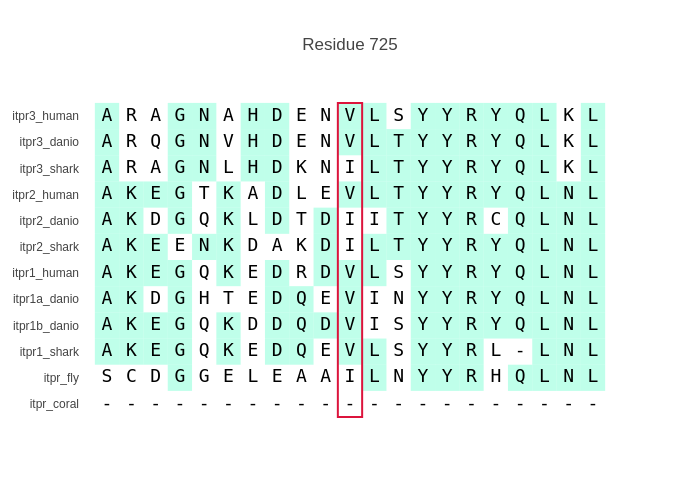 Residue 725
itpr3_human A R A G N A H D E N V L S Y Y R Y Q L K L
itpr3_danio A R Q G N V H D E N V L T Y Y R Y Q L K L
itpr3_shark A R A G N L H D K N I L T Y Y R Y Q L K L
itpr2_human A K E G T K A D L E V L T Y Y R Y Q L N L
itpr2_danio A K D G Q K L D T D I I T Y Y R C Q L N L
itpr2_shark A K E E N K D A K D I L T Y Y R Y Q L N L
itpr1_human A K E G Q K E D R D V L S Y Y R Y Q L N L
itpr1a_danio A K D G H T E D Q E V I N Y Y R Y Q L N L
itpr1b_danio A K E G Q K D D Q D V I S Y Y R Y Q L N L
itpr1_shark A K E G Q K E D Q E V L S Y Y R L - L N L
itpr_fly S C D G G E L E A A I L N Y Y R H Q L N L
itpr_coral - - - - - - - - - - - - - - - - - - - - -